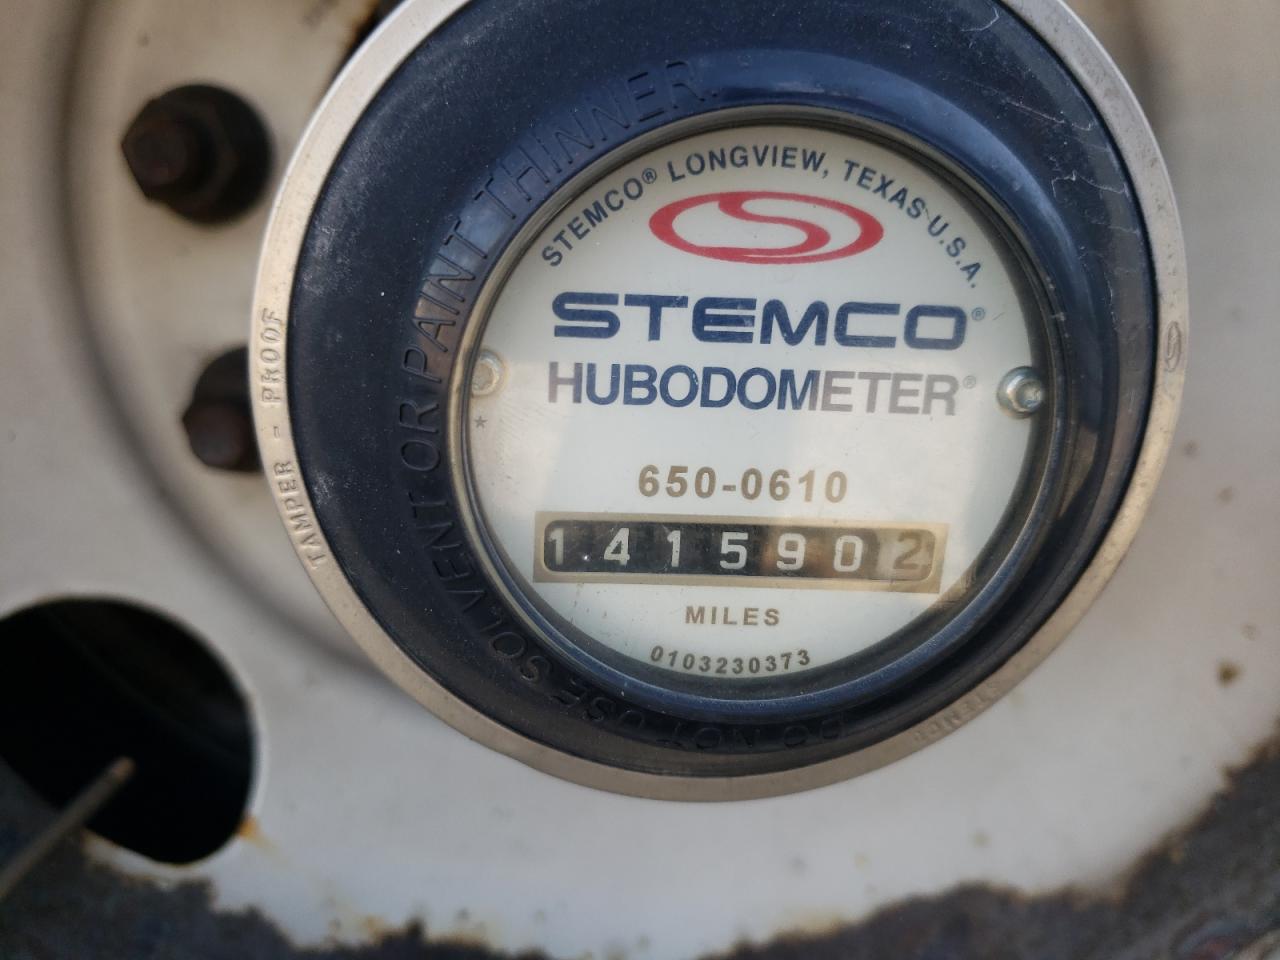 STEMCO® LONGVIEW, TEXAS U.S.A.
STEMCO®
HUBODOMETER®
650-0610
1 4 1 5 9 0 2
MILES
0103230373
DO NOT USE SOLVENT OR PAINT THINNER.
TAMPER - PROOF
STEMCO